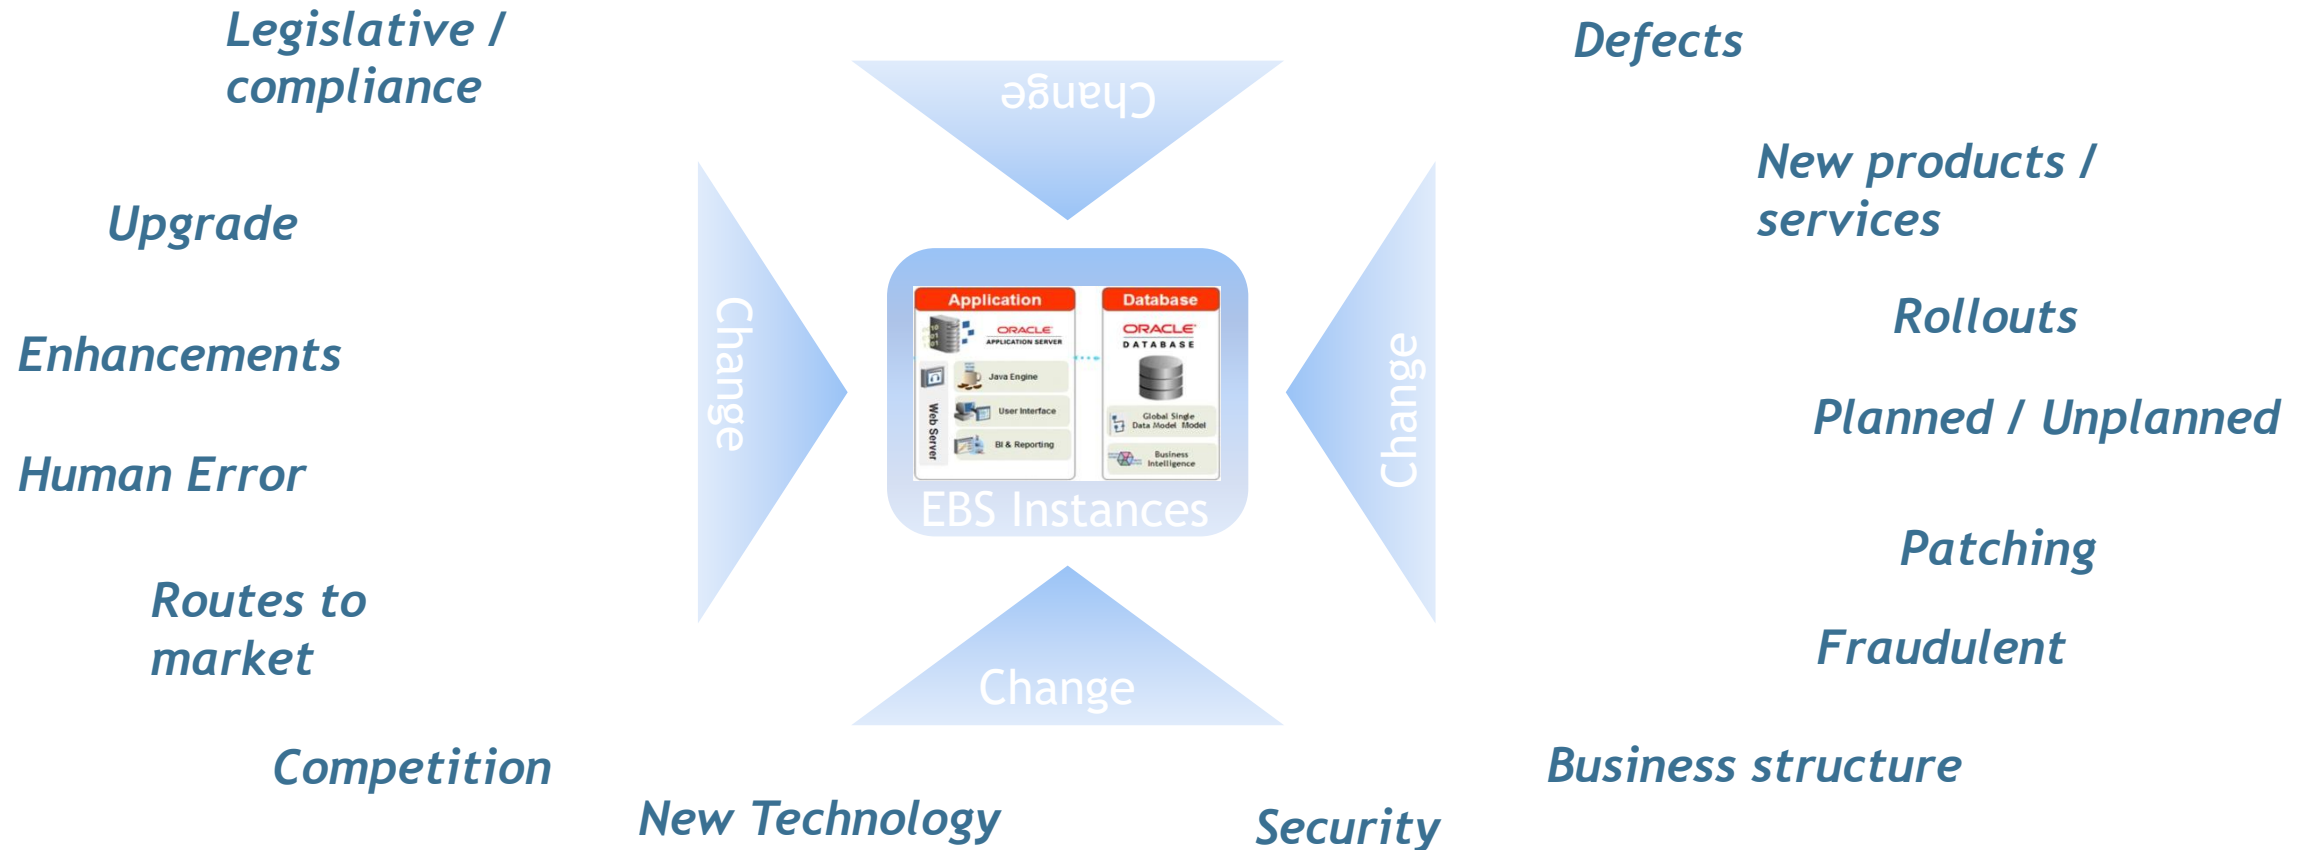 Legislative /
compliance
Defects
Change
New products /
services
Upgrade
Rollouts
Enhancements
Change
Change
Planned / Unplanned
Human Error
Patching
Routes to
market
Fraudulent
Change
Competition
Business structure
New Technology
Security
Application
ORACLE
APPLICATION SERVER
Web Server
Java Engine
User Interface
BI & Reporting
Database
ORACLE
DATABASE
Global Single
Data Model Model
Business
Intelligence
EBS Instances